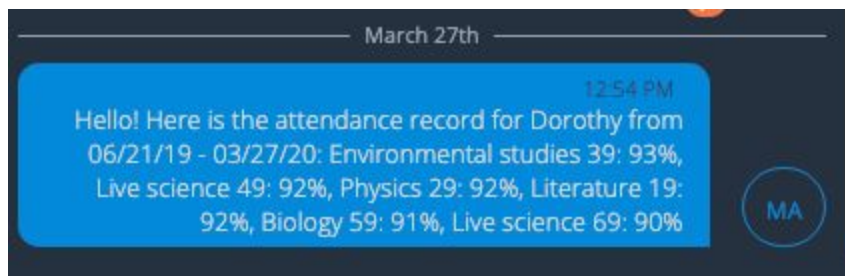 March 27th
12:54 PM
Hello! Here is the attendance record for Dorothy from
06/21/19 - 03/27/20: Environmental studies 39: 93%,
Live science 49: 92%, Physics 29: 92%, Literature 19:
92%, Biology 59: 91%, Live science 69: 90%
MA